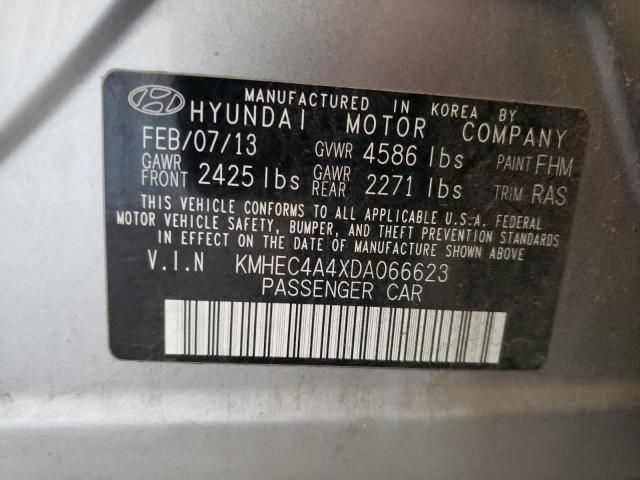 MANUFACTURED IN KOREA BY
HYUNDAI MOTOR COMPANY
FEB/07/13 GVWR 4586 lbs PAINT FHM
GAWR FRONT 2425 lbs GAWR REAR 2271 lbs TRIM RAS
THIS VEHICLE CONFORMS TO ALL APPLICABLE U.S.A. FEDERAL
MOTOR VEHICLE SAFETY, BUMPER, AND THEFT PREVENTION STANDARDS
IN EFFECT ON THE DATE OF MANUFACTURE SHOWN ABOVE.
V.I.N KMHEC4A4XDA066623
PASSENGER CAR